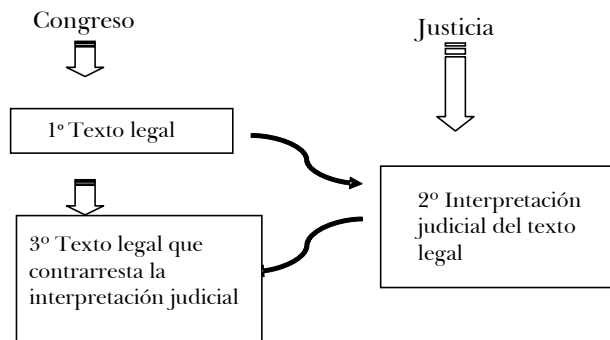 Congreso
Justicia
1º Texto legal
2º Interpretación
judicial del texto
legal
3º Texto legal que
contrarresta la
interpretación judicial